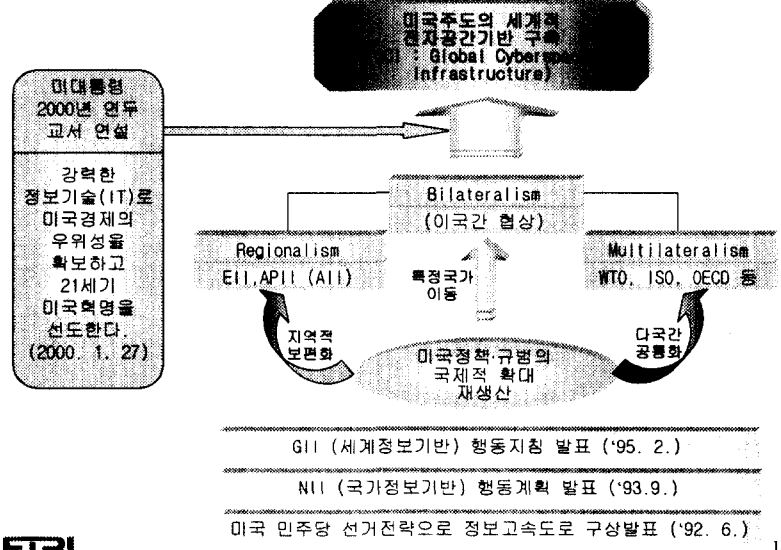 미국주도의 세계적
전자공간기반 구축
: Global Cyberspa
Infrastructure)
미대통령
2000년 연두
교서 연설
강력한
정보기술(IT)로
미국경제의
우위성을
확보하고
21세기
미국혁명을
선도한다.
(2000. 1. 27)
Bilateralism
(이국간 협상)
Regionalism
EII,APII (AII)
Multilateralism
WTO, ISO, OECD 등
특정국가
이동
지역적
보편화
다국간
공통화
미국정책·규범의
국제적 확대
재생산
GII (세계정보기반) 행동지침 발표 ('95. 2.)
NII (국가정보기반) 행동계획 발표 ('93.9.)
미국 민주당 선거전략으로 정보고속도로 구상발표 ('92. 6.)
ETRI